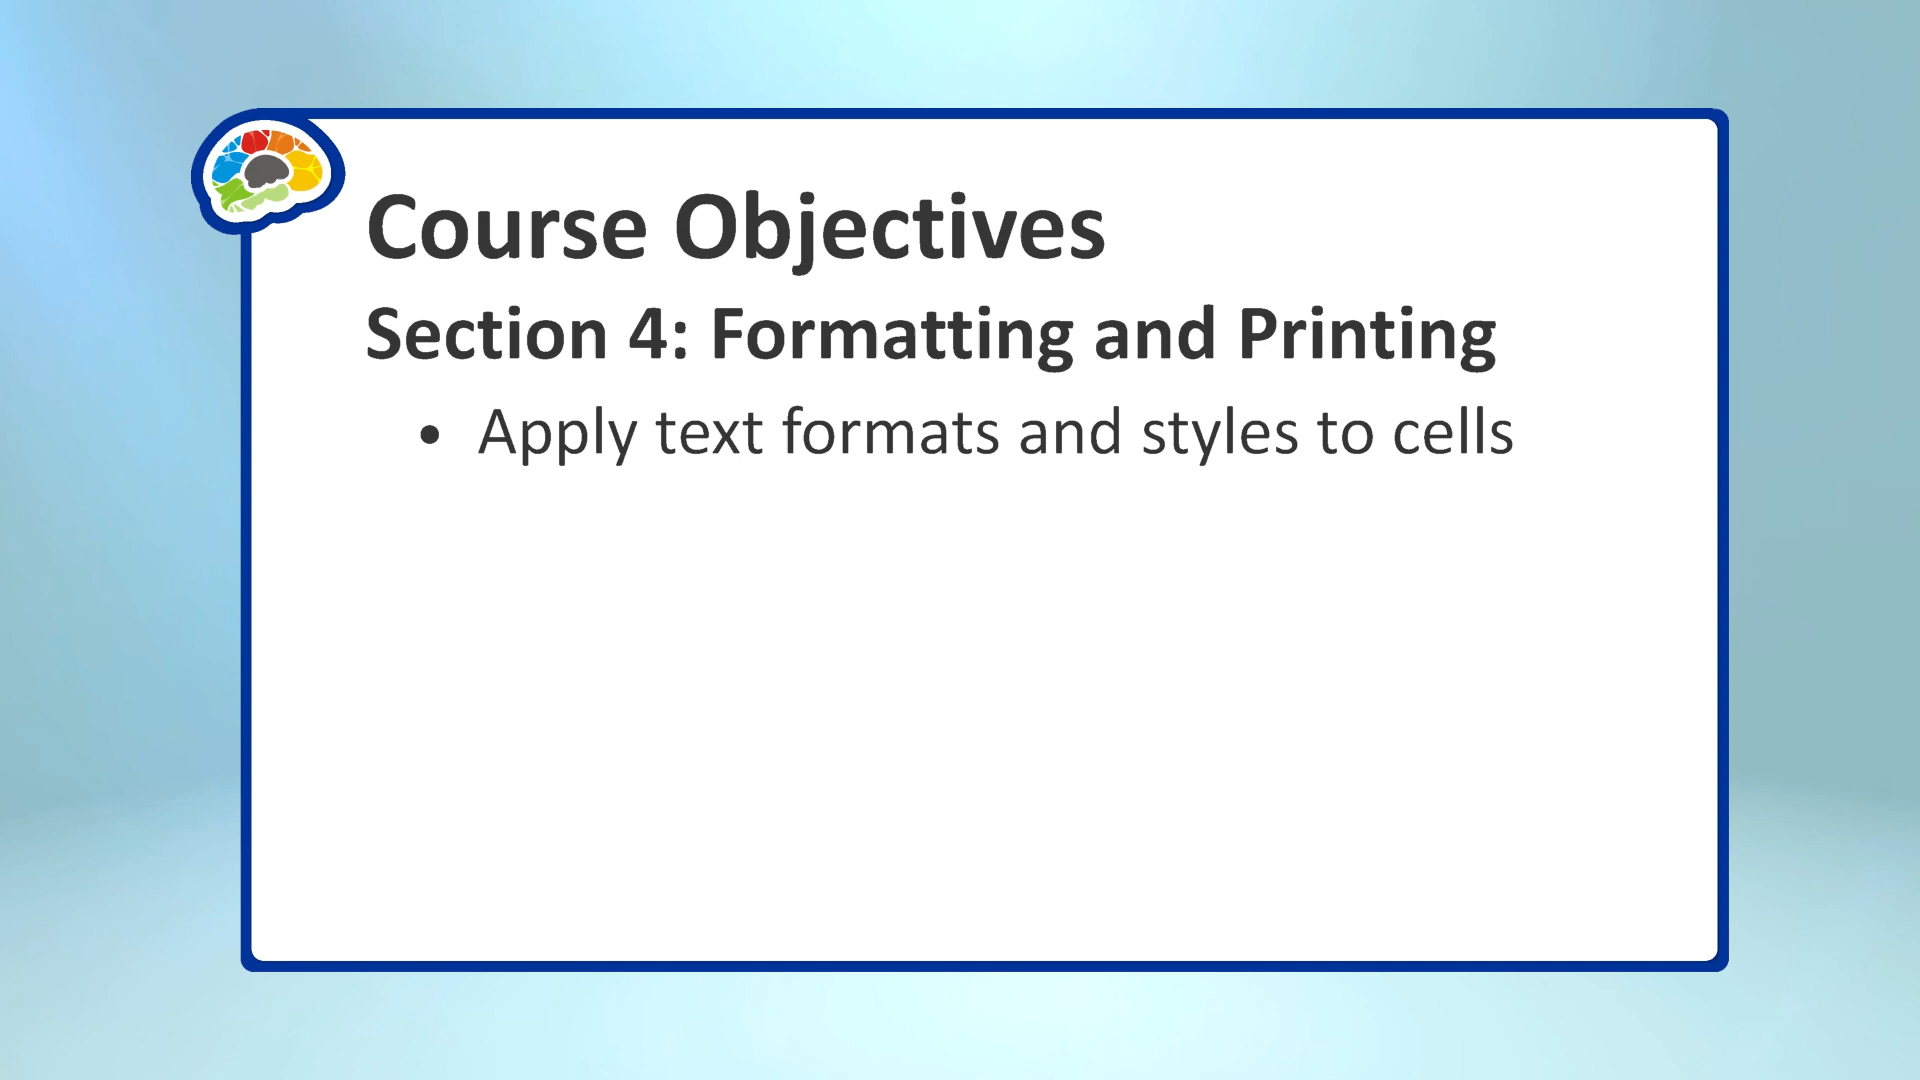 Course Objectives
Section 4: Formatting and Printing
• Apply text formats and styles to cells